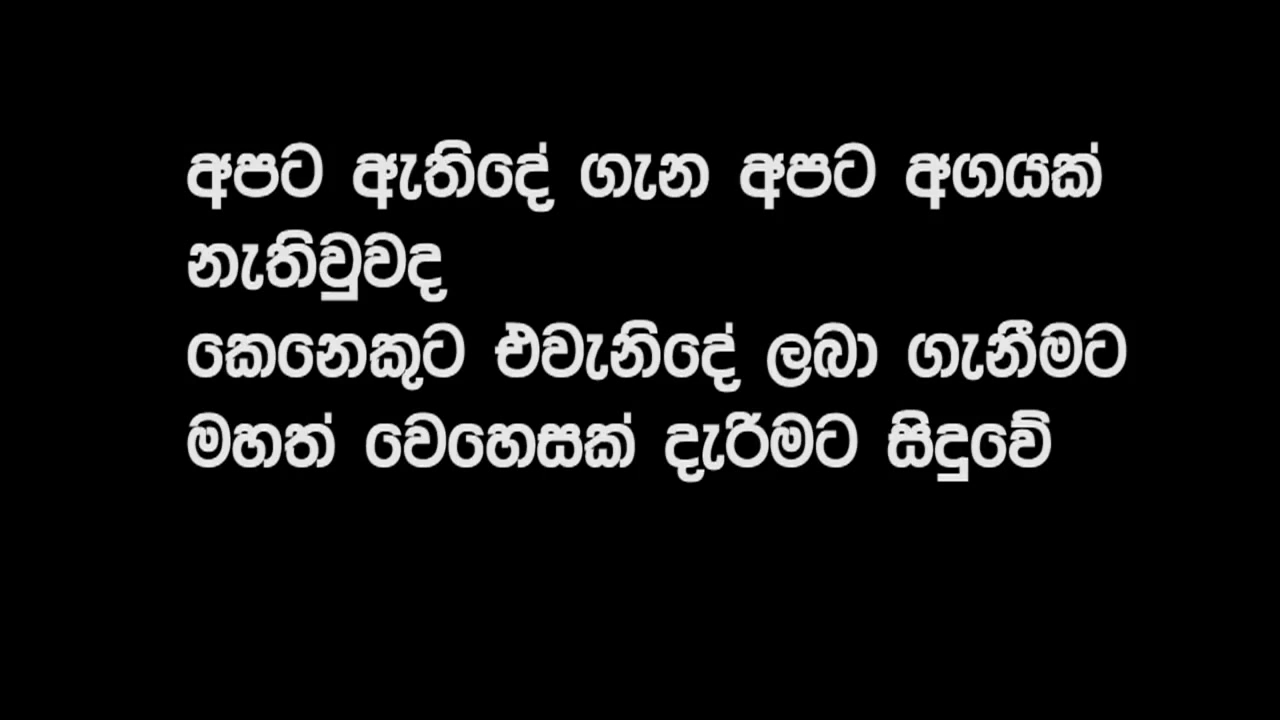 අපට ඇතිදේ ගැන අපට අගයක්
නැතිවුවද
කෙනෙකුට එවැනිදේ ලබා ගැනීමට
මහත් වෙහෙසක් දැරිමට සිදුවේ